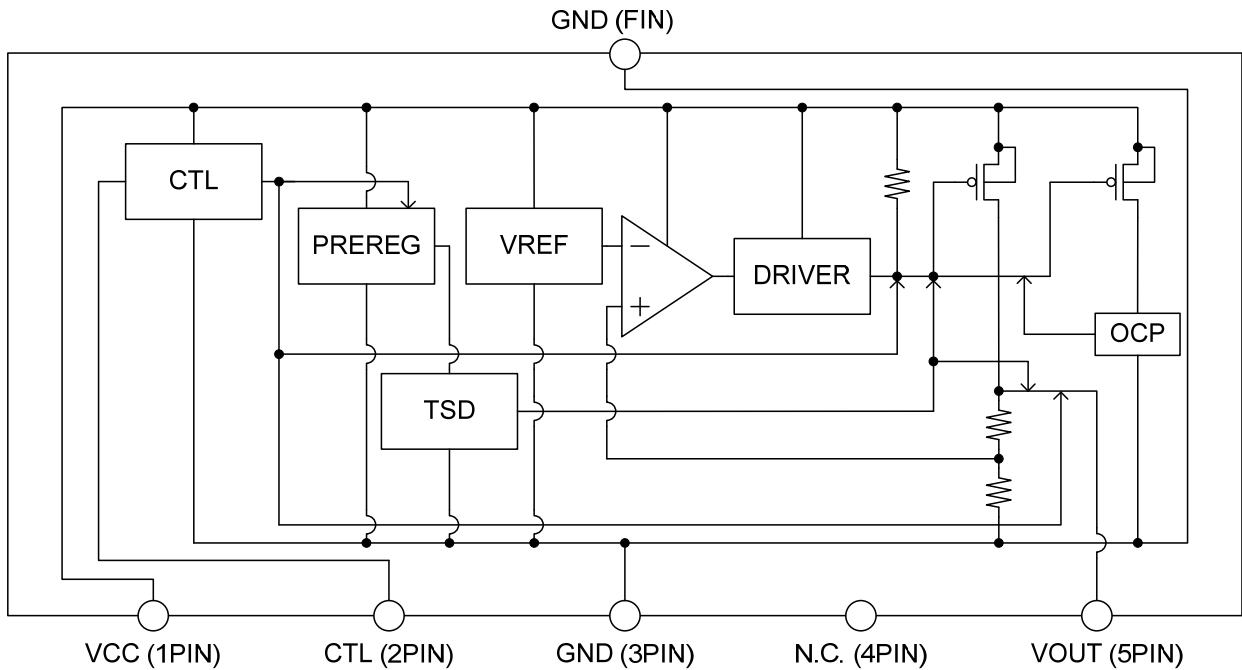 GND (FIN)
CTL
PREREG
VREF
−
+
DRIVER
OCP
TSD
VCC (1PIN)
CTL (2PIN)
GND (3PIN)
N.C. (4PIN)
VOUT (5PIN)